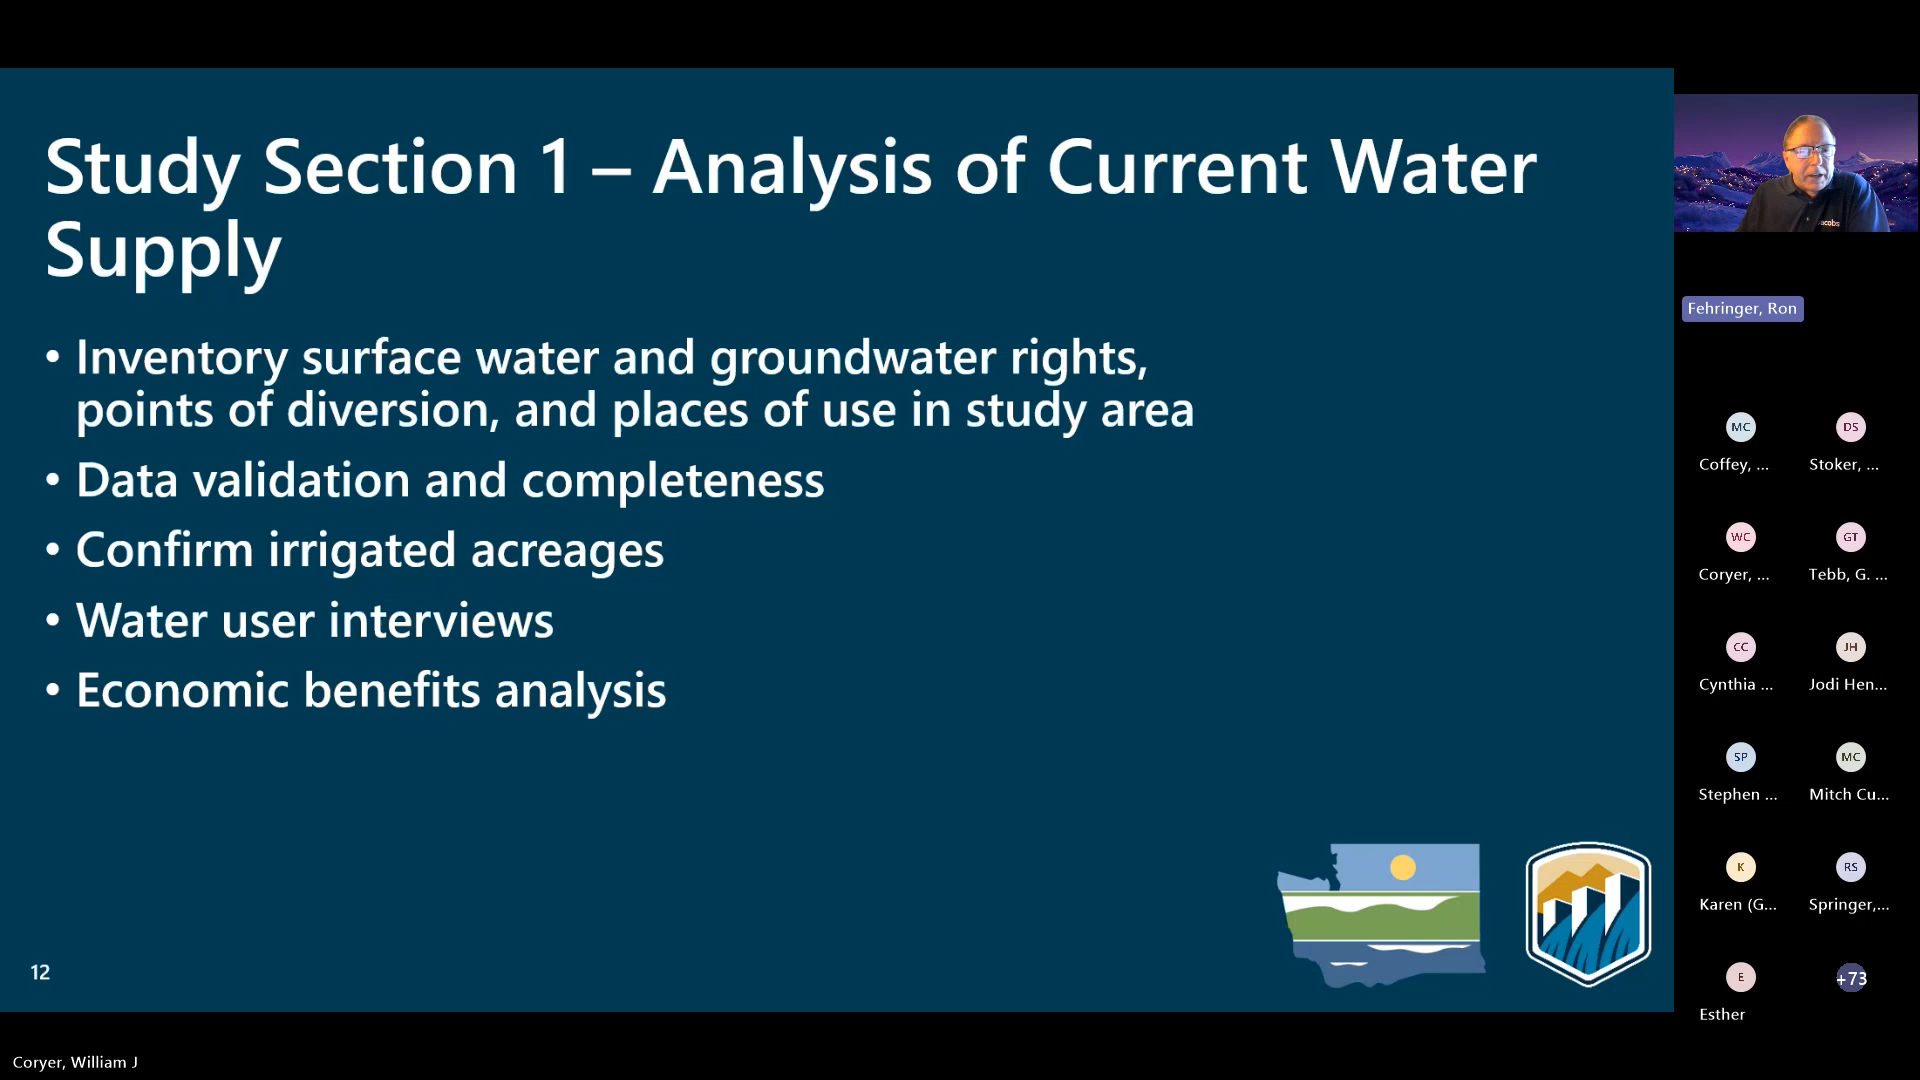 Study Section 1 – Analysis of Current Water
Supply
• Inventory surface water and groundwater rights,
points of diversion, and places of use in study area
• Data validation and completeness
• Confirm irrigated acreages
• Water user interviews
• Economic benefits analysis
12
Coryer, William J
acobs
Fehringer, Ron
MC
Coffey, ...
DS
Stoker, ...
WC
Coryer, ...
GT
Tebb, G. ...
CC
Cynthia ...
JH
Jodi Hen...
SP
Stephen ...
MC
Mitch Cu...
K
Karen (G...
RS
Springer,...
E
Esther
+73